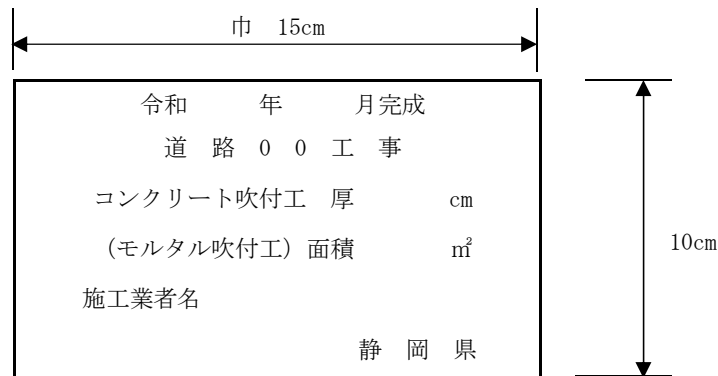 巾 15cm
令和 年 月完成
道 路 0 0 工 事
コンクリート吹付工 厚 cm
(モルタル吹付工) 面積 ㎡
10cm
施工業者名
静 岡 県